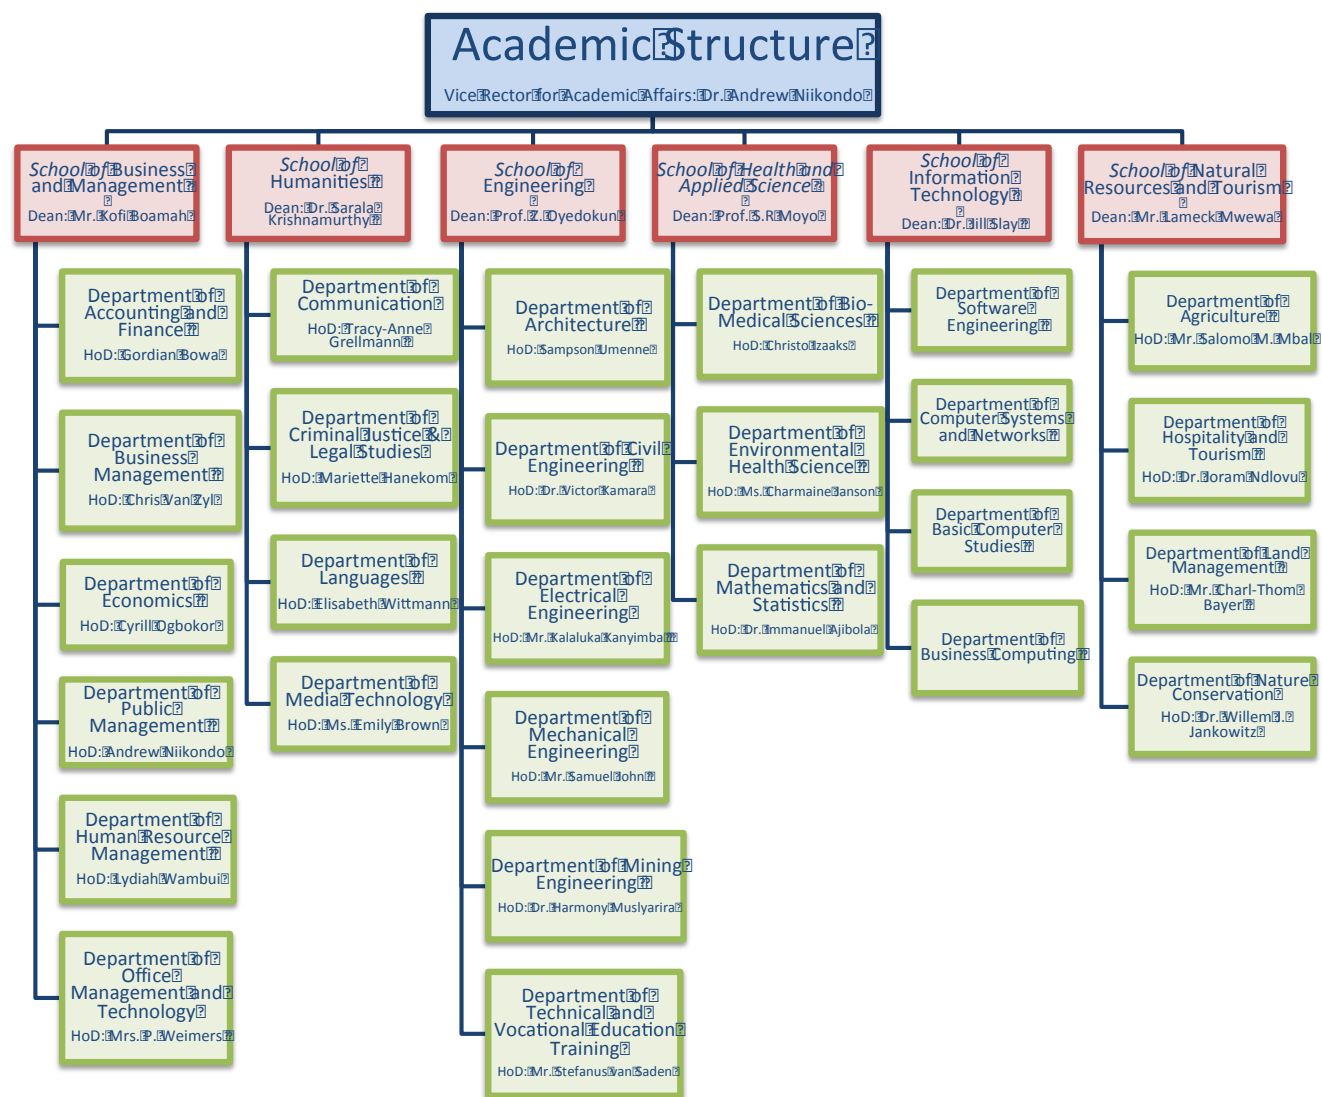 Academic Structure
Vice Rector for Academic Affairs: Dr. Andrew Niikondo
School of Business
and Management
Dean: Mr. Kofi Boamah
Department of
Accounting and
Finance
HoD: Gordian Bowa
Department of
Business
Management
HoD: Chris Van Zyl
Department of
Economics
HoD: Cyrill Ogbokor
Department of
Public
Management
HoD: Andrew Niikondo
Department of
Human Resource
Management
HoD: Lydiah Wambui
Department of
Office
Management and
Technology
HoD: Mrs. P. Weimers
School of
Humanities
Dean: Dr. Sarala
Krishnamurthy
Department of
Communication
HoD: Tracy-Anne
Grellmann
Department of
Criminal Justice &
Legal Studies
HoD: Mariette Hanekom
Department of
Languages
HoD: Elisabeth Wittmann
Department of
Media Technology
HoD: Ms. Emily Brown
School of
Engineering
Dean: Prof. Z. Oyedokun
Department of
Architecture
HoD: Sampson Umenne
Department of Civil
Engineering
HoD: Dr. Victor Kamara
Department of
Electrical
Engineering
HoD: Mr. Kalaluka Kanyimba
Department of
Mechanical
Engineering
HoD: Mr. Samuel John
Department of Mining
Engineering
HoD: Dr. Harmony Muslyarira
Department of
Technical and
Vocational Education
Training
HoD: Mr. Stefanus van Saden
School of Health and
Applied Science
Dean: Prof. S.R Moyo
Department of Bio-
Medical Sciences
HoD: Christo Izaaks
Department of
Environmental
Health Science
HoD: Ms. Charmaine Janson
Department of
Mathematics and
Statistics
HoD: Dr. Immanuel Ajibola
School of
Information
Technology
Dean: Dr. Jill Slay
Department of
Software
Engineering
Department of
Computer Systems
and Networks
Department of
Basic Computer
Studies
Department of
Business Computing
School of Natural
Resources and Tourism
Dean: Mr. Lameck Mwewa
Department of
Agriculture
HoD: Mr. Salomo M. Mbai
Department of
Hospitality and
Tourism
HoD: Dr. Joram Ndlovu
Department of Land
Management
HoD: Mr. Charl-Thom
Bayer
Department of Nature
Conservation
HoD: Dr. Willem J.
Jankowitz